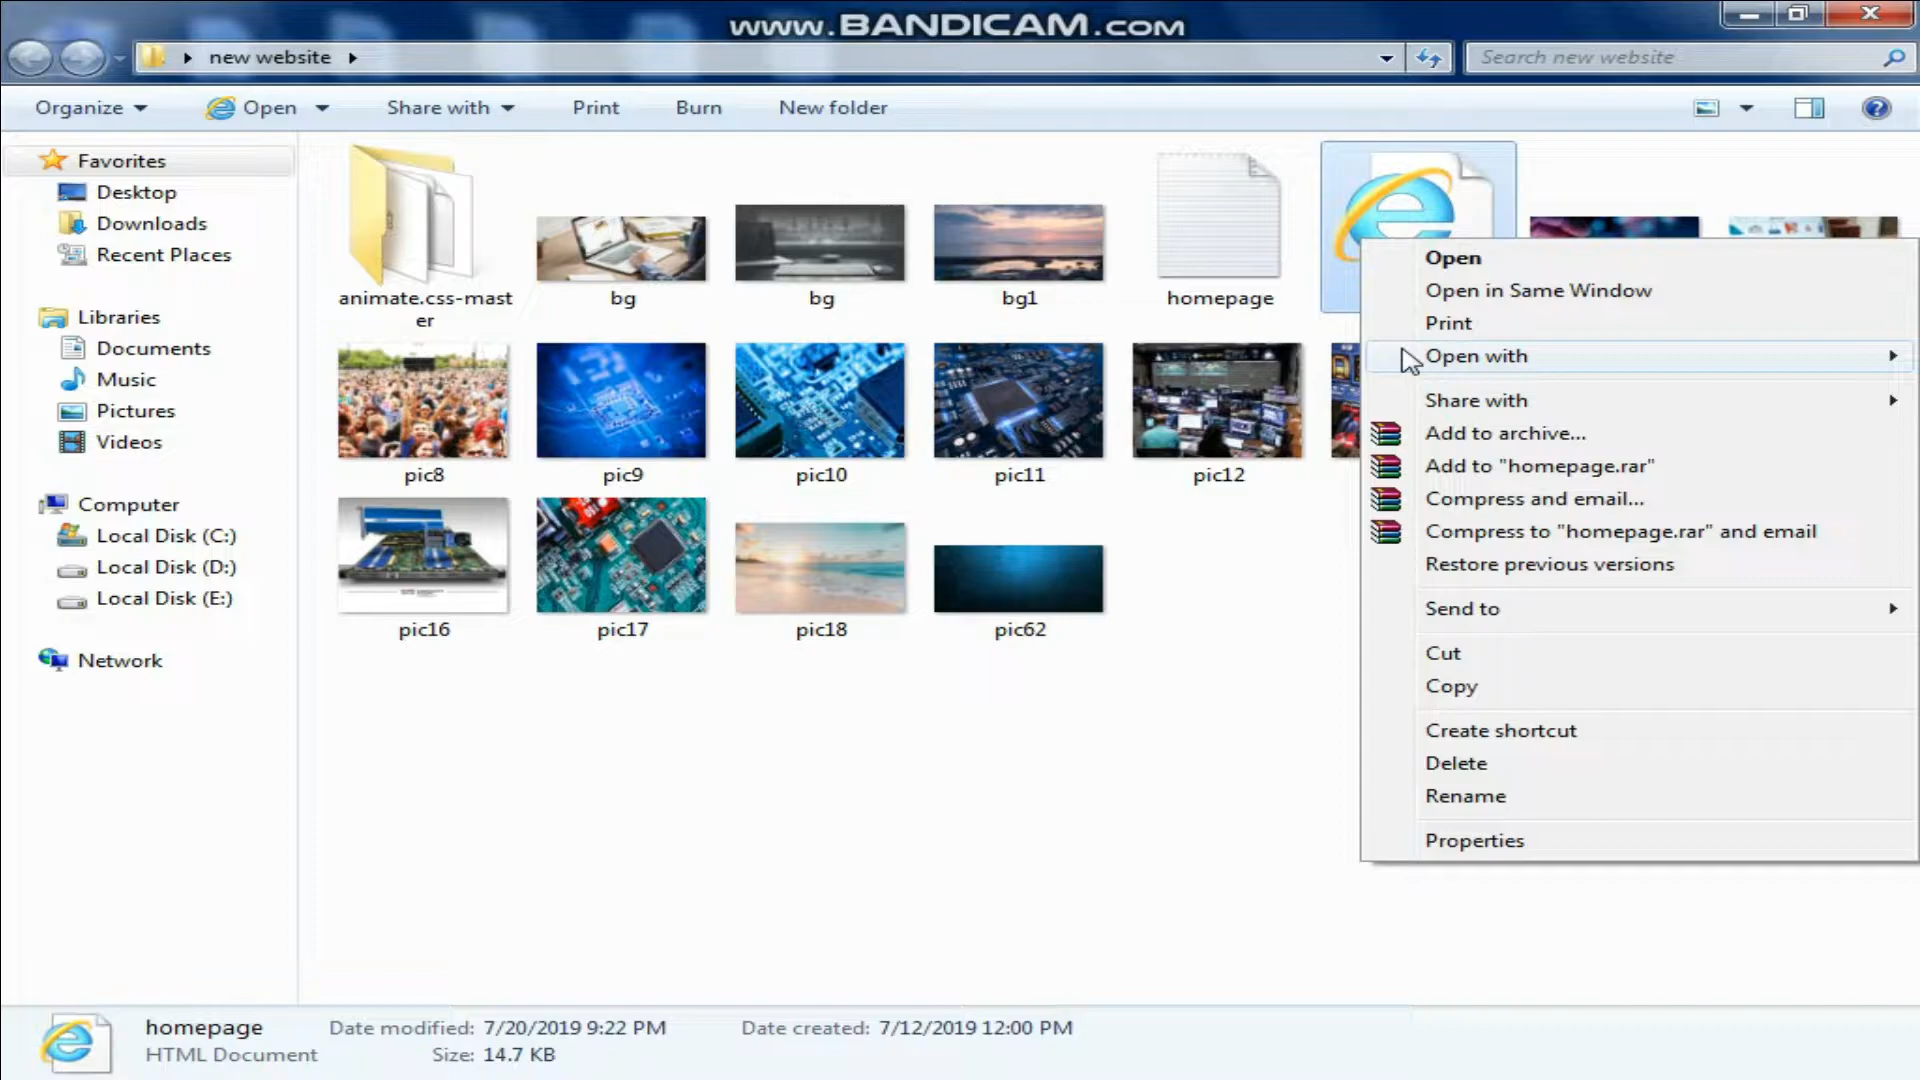 www.BANDICAM.com
new website
Search new website
Organize
Open
Share with
Print
Burn
New folder
Favorites
Desktop
Downloads
Recent Places
Libraries
Documents
Music
Pictures
Videos
Computer
Local Disk (C:)
Local Disk (D:)
Local Disk (E:)
Network
animate.css-mast
er
bg
bg
bg1
homepage
pic8
pic9
pic10
pic11
pic12
pic16
pic17
pic18
pic62
Open
Open in Same Window
Print
Open with
Share with
Add to archive...
Add to "homepage.rar"
Compress and email...
Compress to "homepage.rar" and email
Restore previous versions
Send to
Cut
Copy
Create shortcut
Delete
Rename
Properties
homepage Date modified: 7/20/2019 9:22 PM Date created: 7/12/2019 12:00 PM
HTML Document Size: 14.7 KB